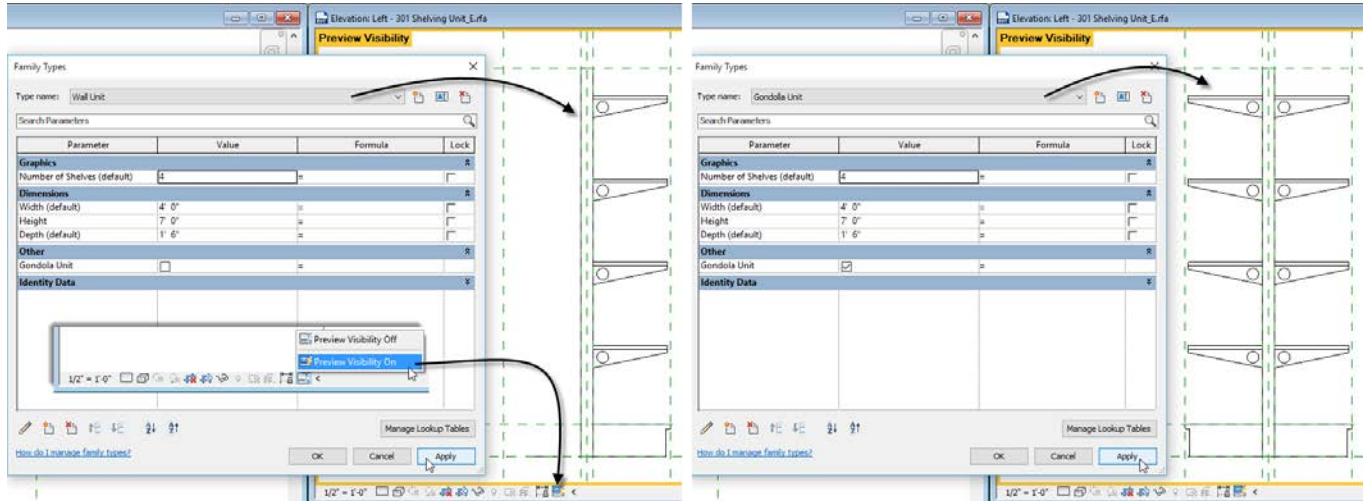 Elevation: Left - 301 Shelving Unit_E.rfa
Preview Visibility
Family Types
Type name: Wall Unit
Search Parameters
Parameter Value Formula Lock
Graphics
Number of Shelves (default) 4 =
Dimensions
Width (default) 4' 0" =
Height 7' 0" =
Depth (default) 1' 6" =
Other
Gondola Unit =
Identity Data
Preview Visibility Off
Preview Visibility On
1/2" = 1'-0"
Manage Lookup Tables
How do I manage family types?
OK Cancel Apply
1/2" = 1'-0"
Elevation: Left - 301 Shelving Unit_E.rfa
Preview Visibility
Family Types
Type name: Gondola Unit
Search Parameters
Parameter Value Formula Lock
Graphics
Number of Shelves (default) 4 =
Dimensions
Width (default) 4' 0" =
Height 7' 0" =
Depth (default) 1' 6" =
Other
Gondola Unit =
Identity Data
Manage Lookup Tables
How do I manage family types?
OK Cancel Apply
1/2" = 1'-0"